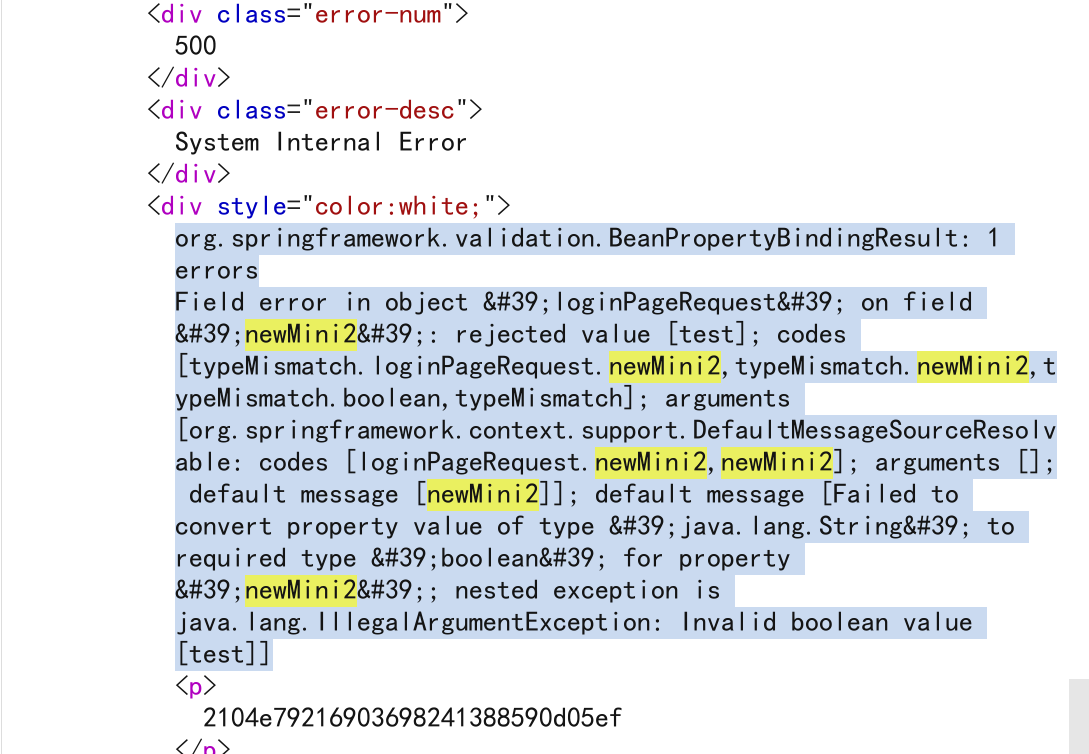 <div class="error-num">
500
</div>
<div class="error-desc">
System Internal Error
</div>
<div style="color:white;">
org.springframework.validation.BeanPropertyBindingResult: 1
errors
Field error in object &#39;loginPageRequest&#39; on field
&#39;newMini2&#39;: rejected value [test]; codes
[typeMismatch.loginPageRequest.newMini2,typeMismatch.newMini2,t
ypeMismatch.boolean,typeMismatch]; arguments
[org.springframework.context.support.DefaultMessageSourceResolv
able: codes [loginPageRequest.newMini2,newMini2]; arguments [];
default message [newMini2]]; default message [Failed to
convert property value of type &#39;java.lang.String&#39; to
required type &#39;boolean&#39; for property
&#39;newMini2&#39;; nested exception is
java.lang.IllegalArgumentException: Invalid boolean value
[test]]
<p>
2104e79216903698241388590d05ef
</p>